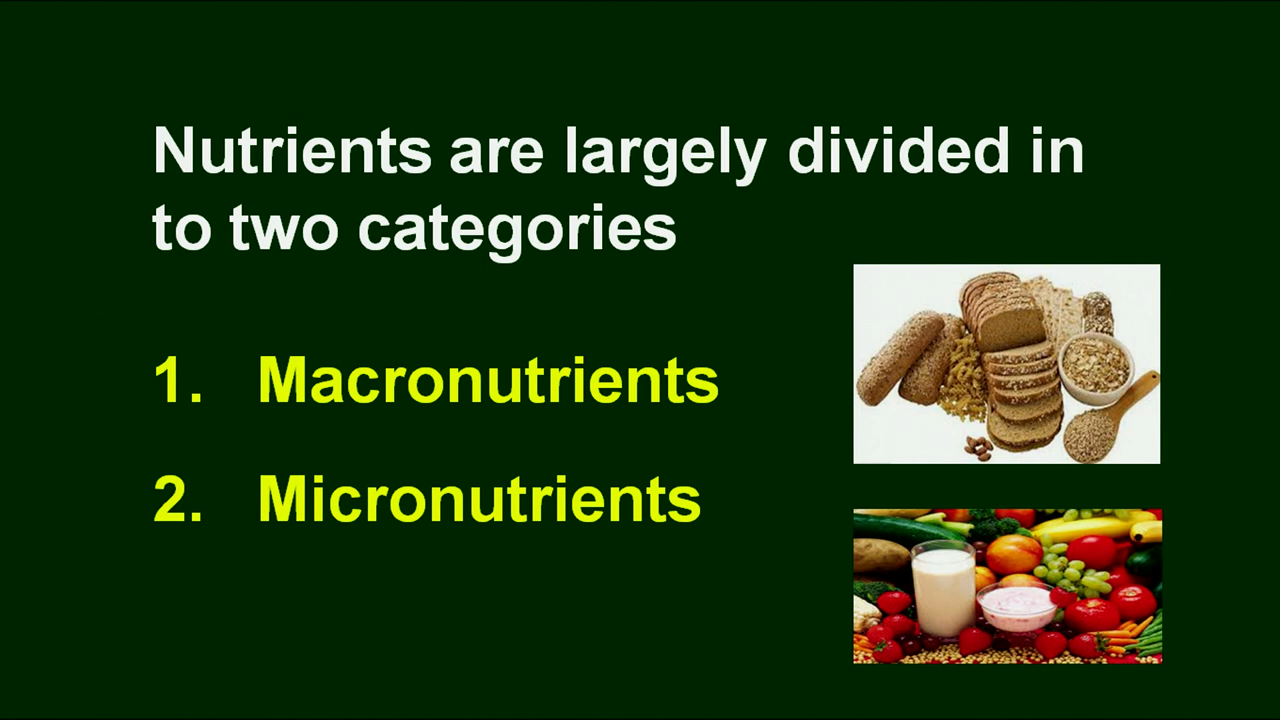 Nutrients are largely divided in
to two categories
1. Macronutrients
2. Micronutrients